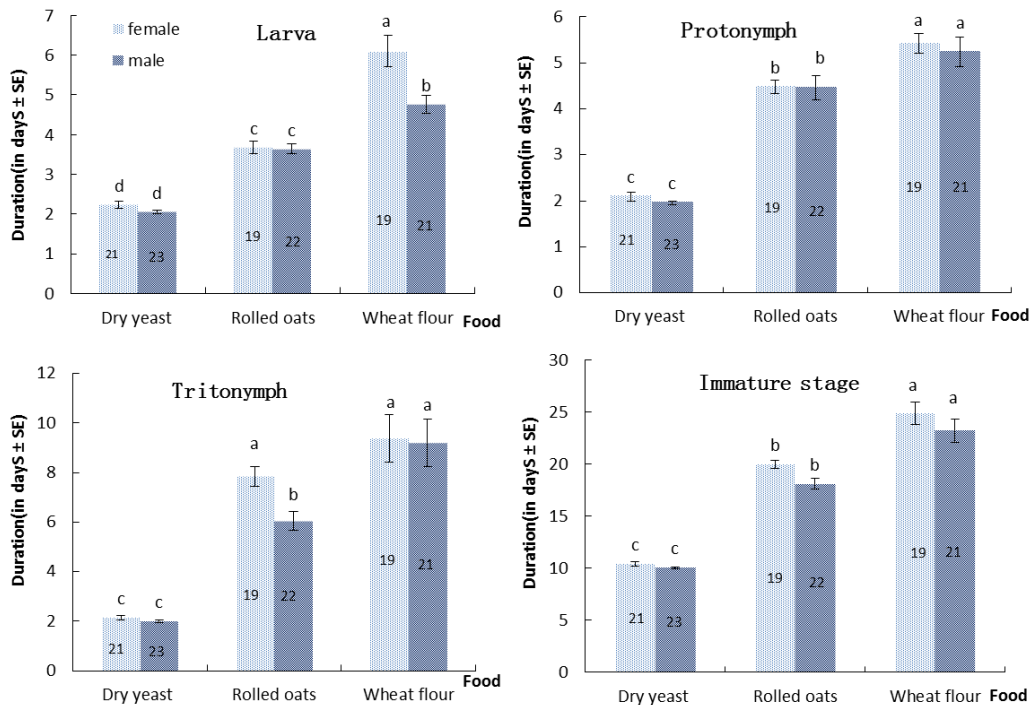 Larva
female
male
Duration(in dayS ± SE)
7
6
5
4
3
2
1
0
d d c c a b
21 23 19 22 19 21
Dry yeast Rolled oats Wheat flour Food
Protonymph
Duration(in dayS ± SE)
6
5
4
3
2
1
0
c c b b a a
21 23 19 22 19 21
Dry yeast Rolled oats Wheat flour Food
Tritonymph
Duration(in dayS ± SE)
12
10
8
6
4
2
0
c c a b a a
21 23 19 22 19 21
Dry yeast Rolled oats Wheat flour Food
Immature stage
Duration(in dayS ± SE)
30
25
20
15
10
5
0
c c b b a a
21 23 19 22 19 21
Dry yeast Rolled oats Wheat flour Food